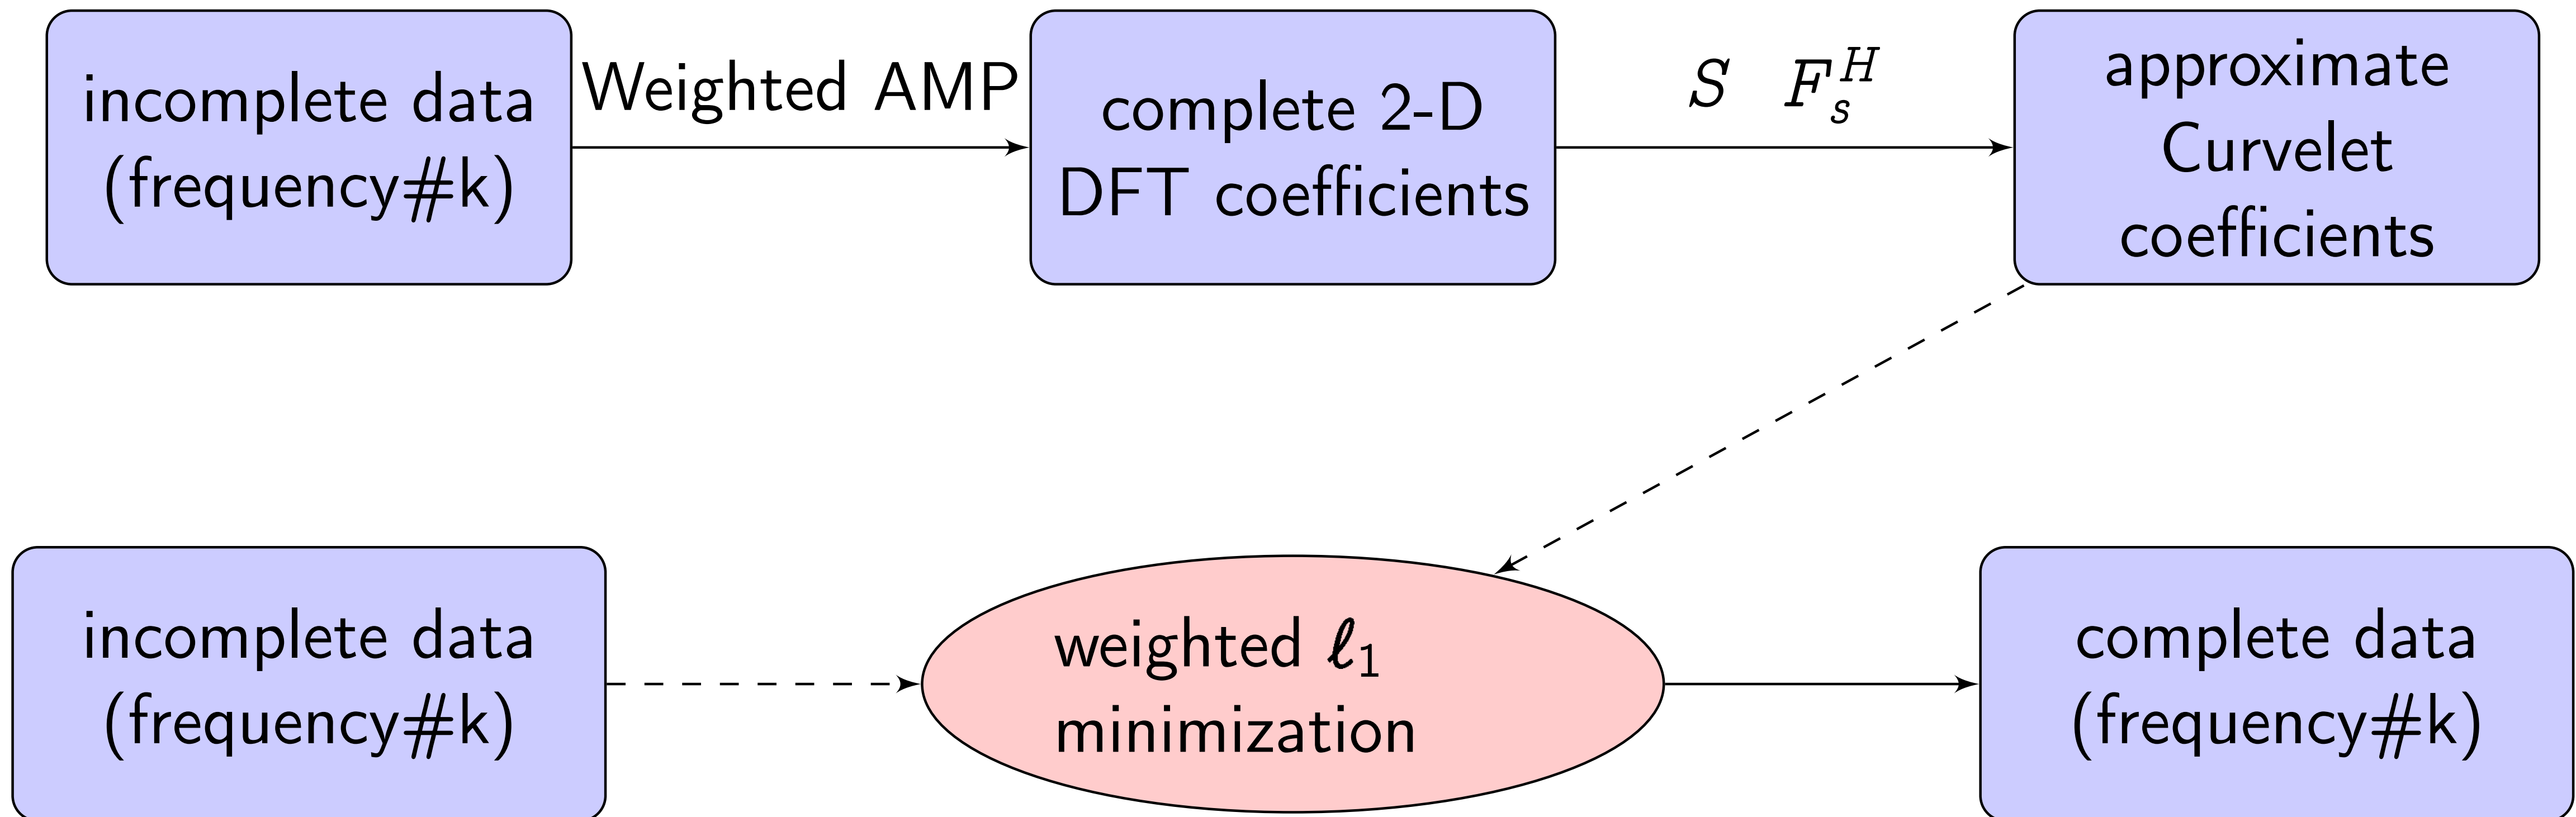 incomplete data
(frequency#k)
Weighted AMP
complete 2-D
DFT coefficients
S F_s^H
approximate
Curvelet
coefficients
incomplete data
(frequency#k)
weighted ℓ₁
minimization
complete data
(frequency#k)